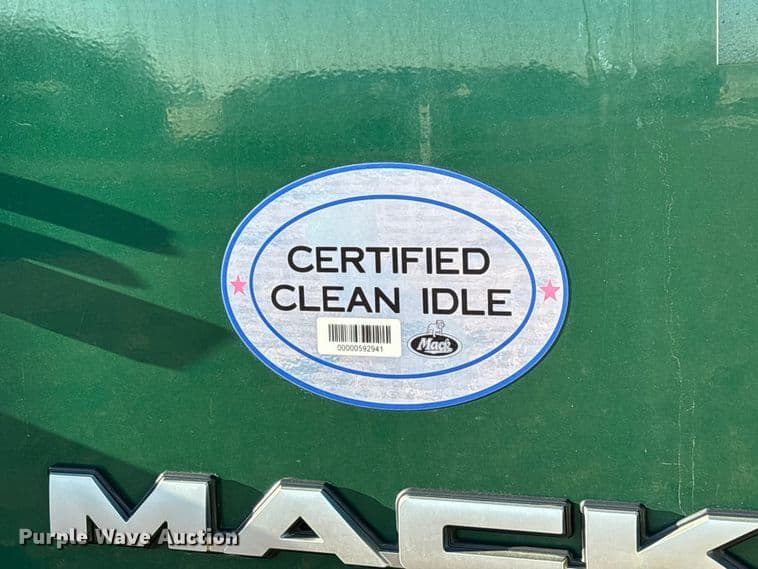 CERTIFIED
CLEAN IDLE
00000592941
Mack
MACK
Purple Wave Auction